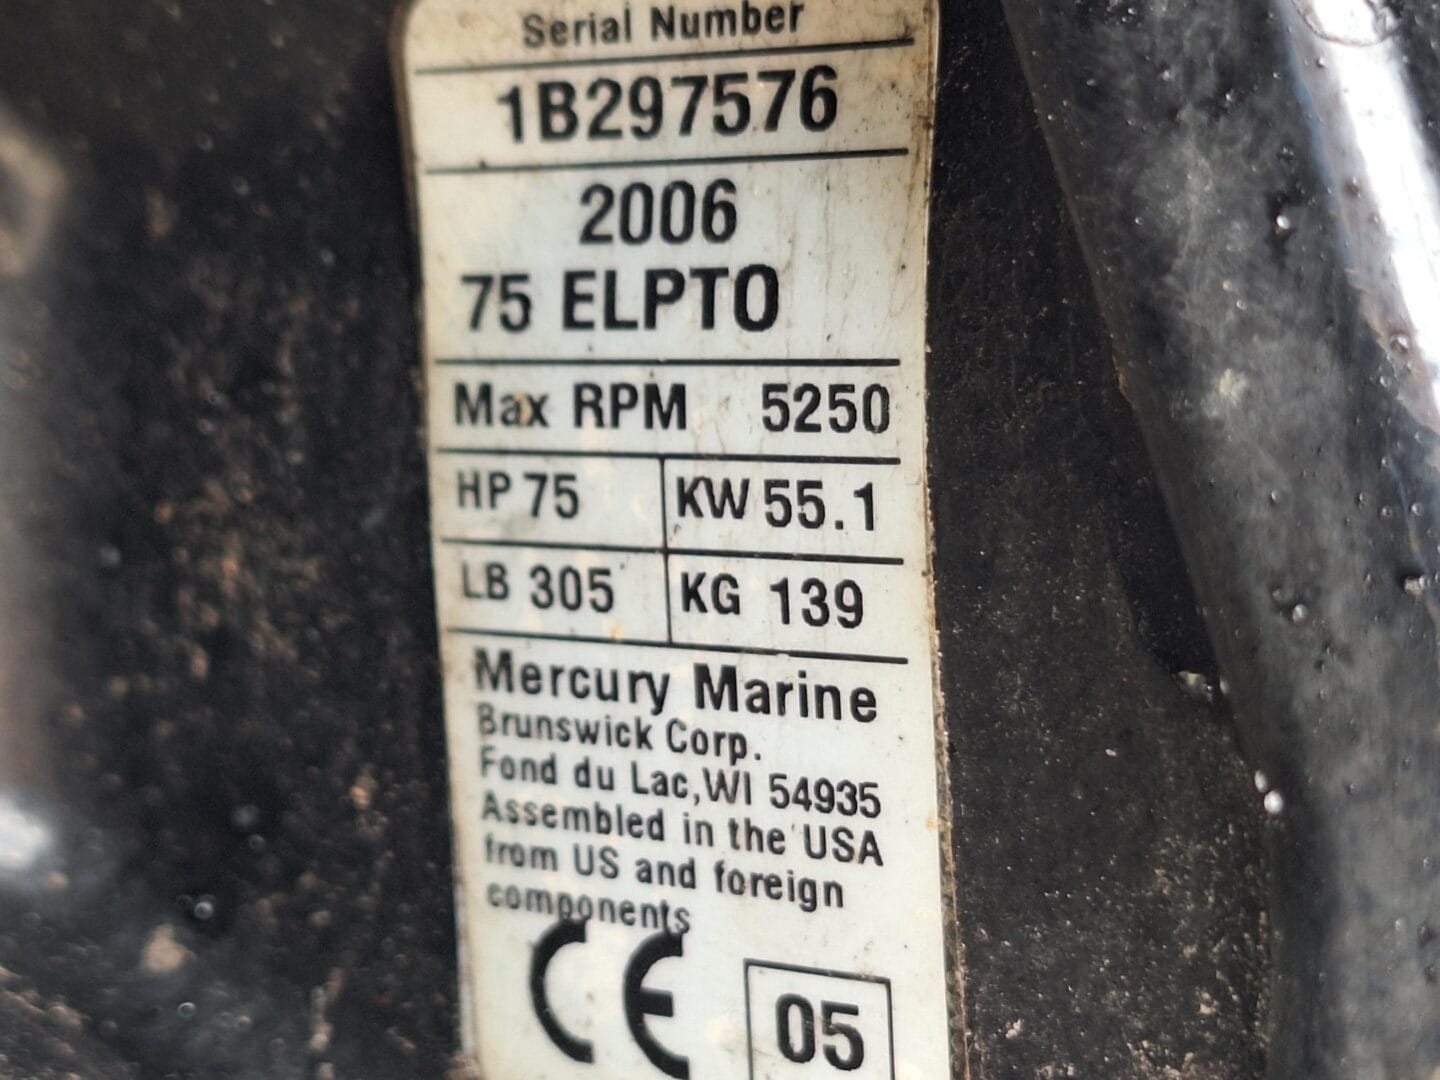 Serial Number
1B297576
2006
75 ELPTO
Max RPM 5250
HP 75 KW 55.1
LB 305 KG 139
Mercury Marine
Brunswick Corp.
Fond du Lac,WI 54935
Assembled in the USA
from US and foreign
components
CE 05